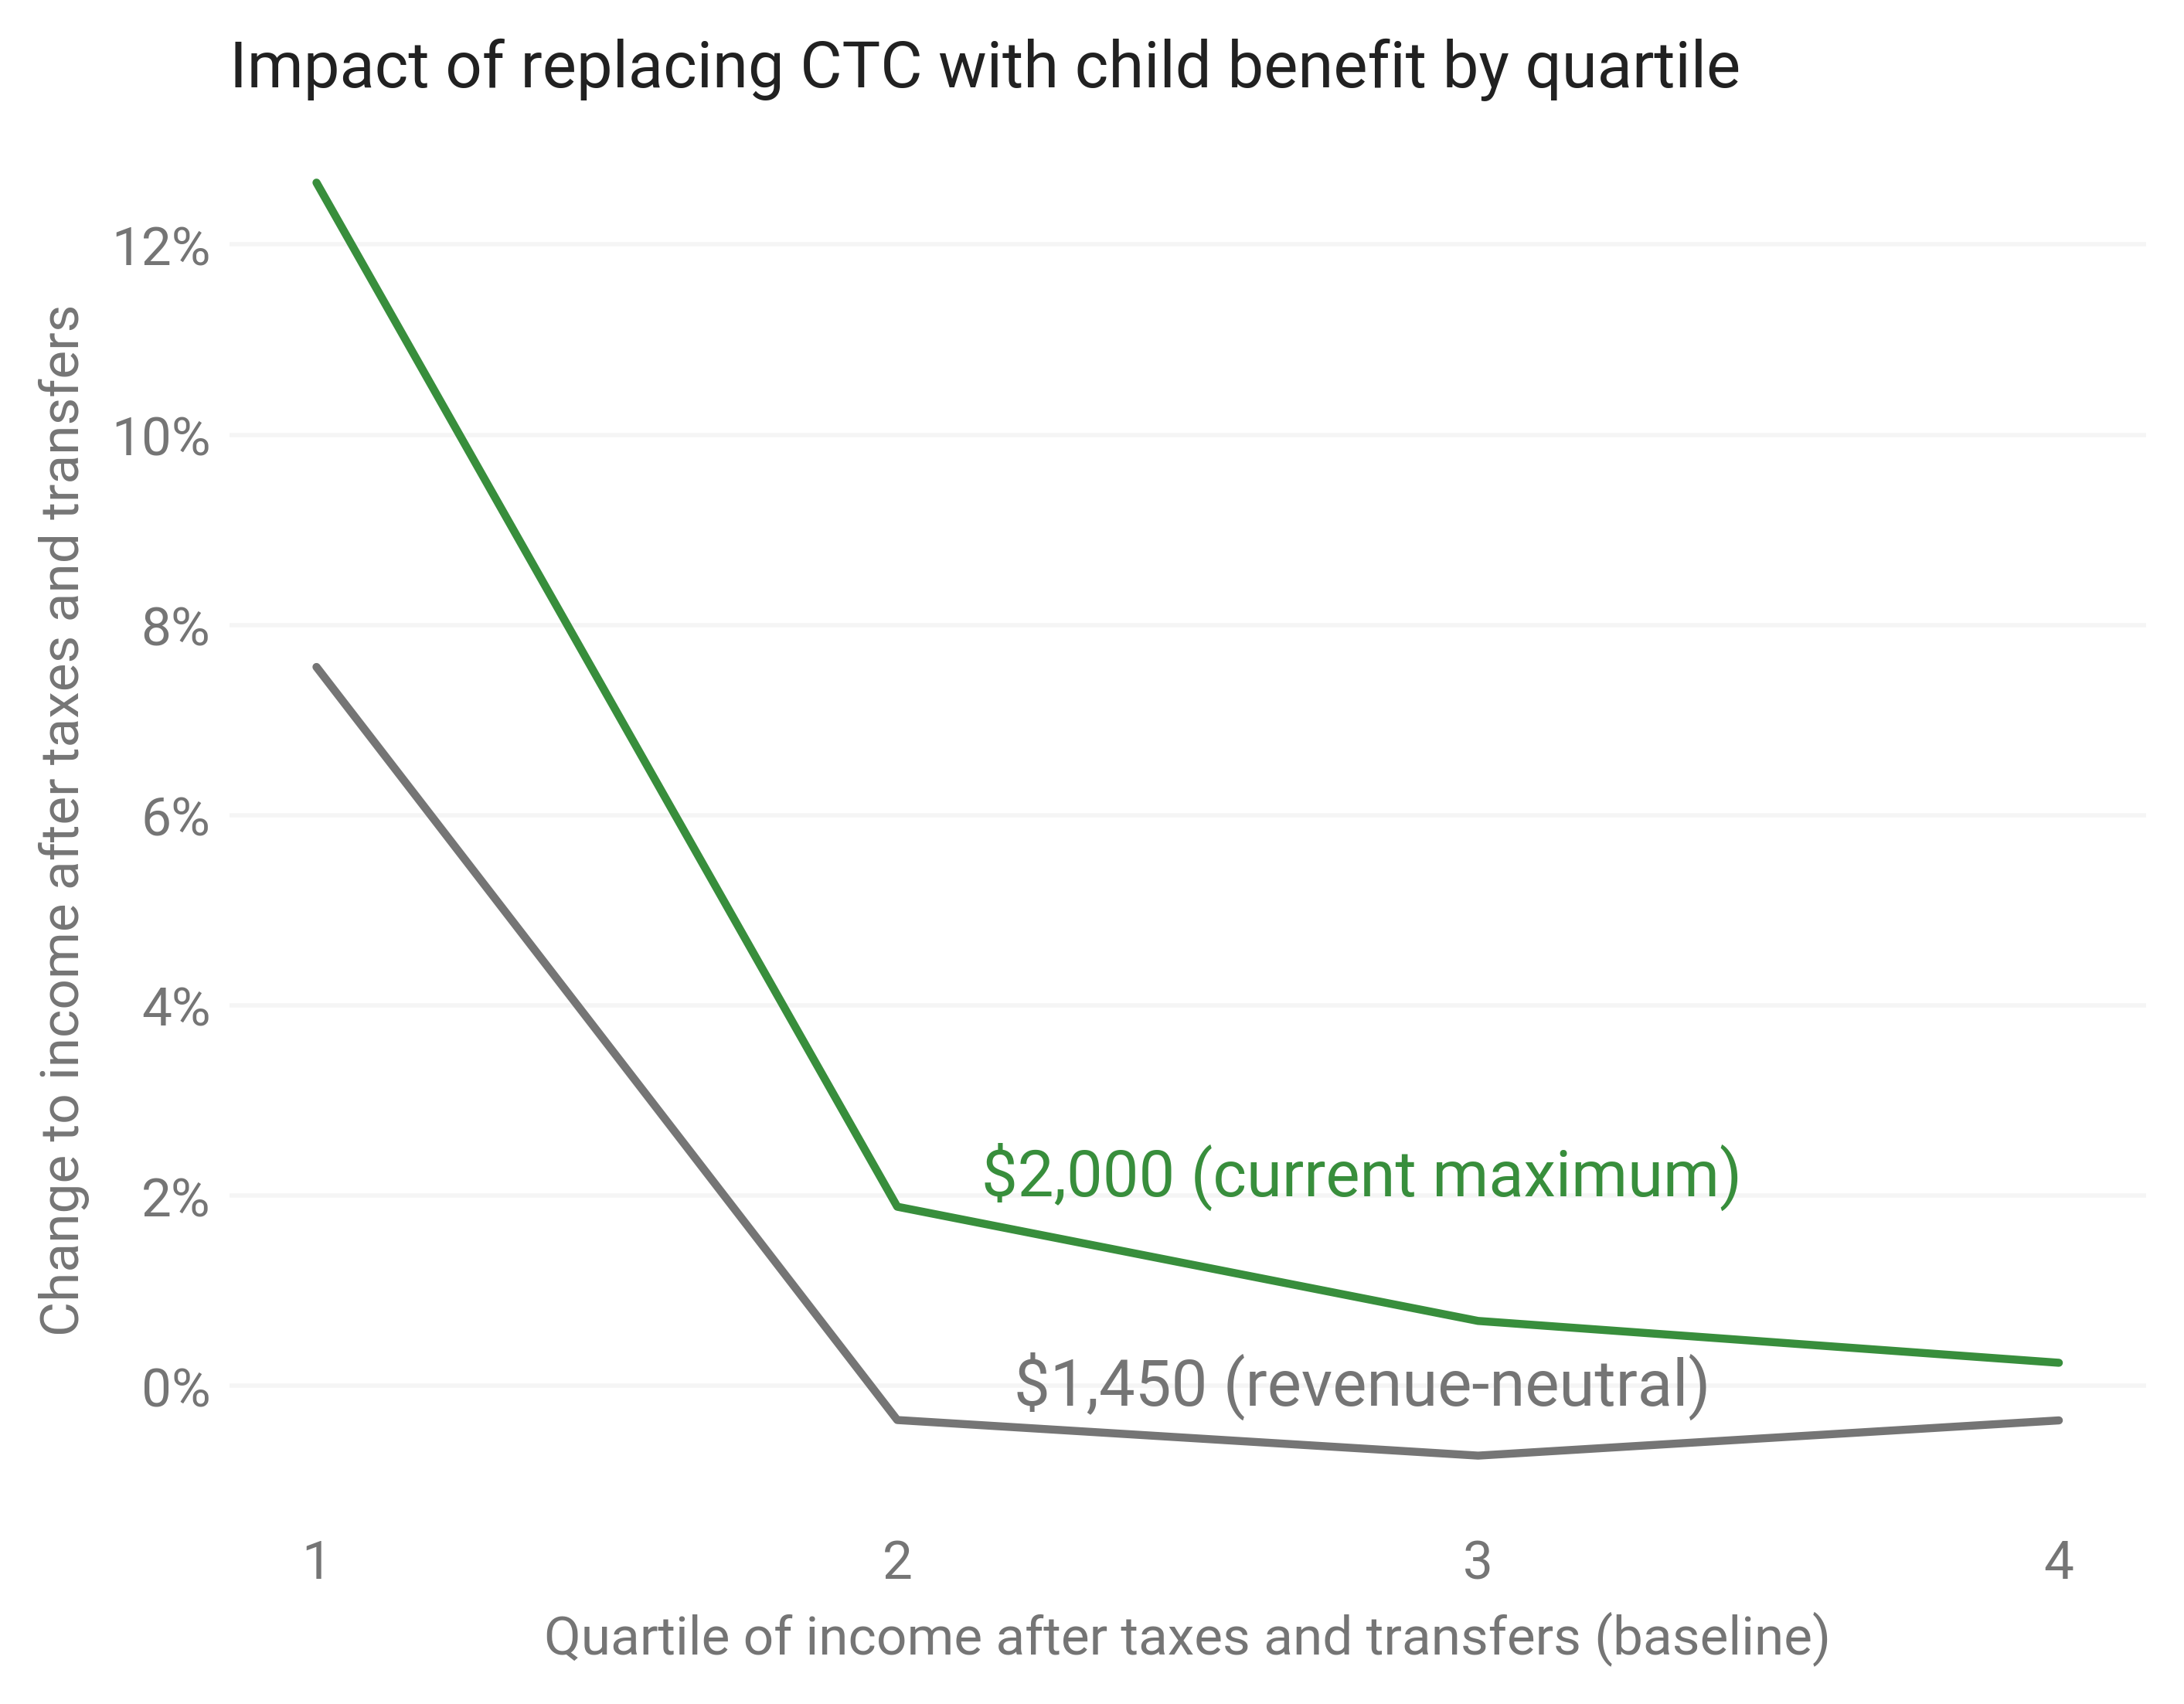 Impact of replacing CTC with child benefit by quartile
Change to income after taxes and transfers
12%
10%
8%
6%
4%
2%
0%
$2,000 (current maximum)
$1,450 (revenue-neutral)
1 2 3 4
Quartile of income after taxes and transfers (baseline)